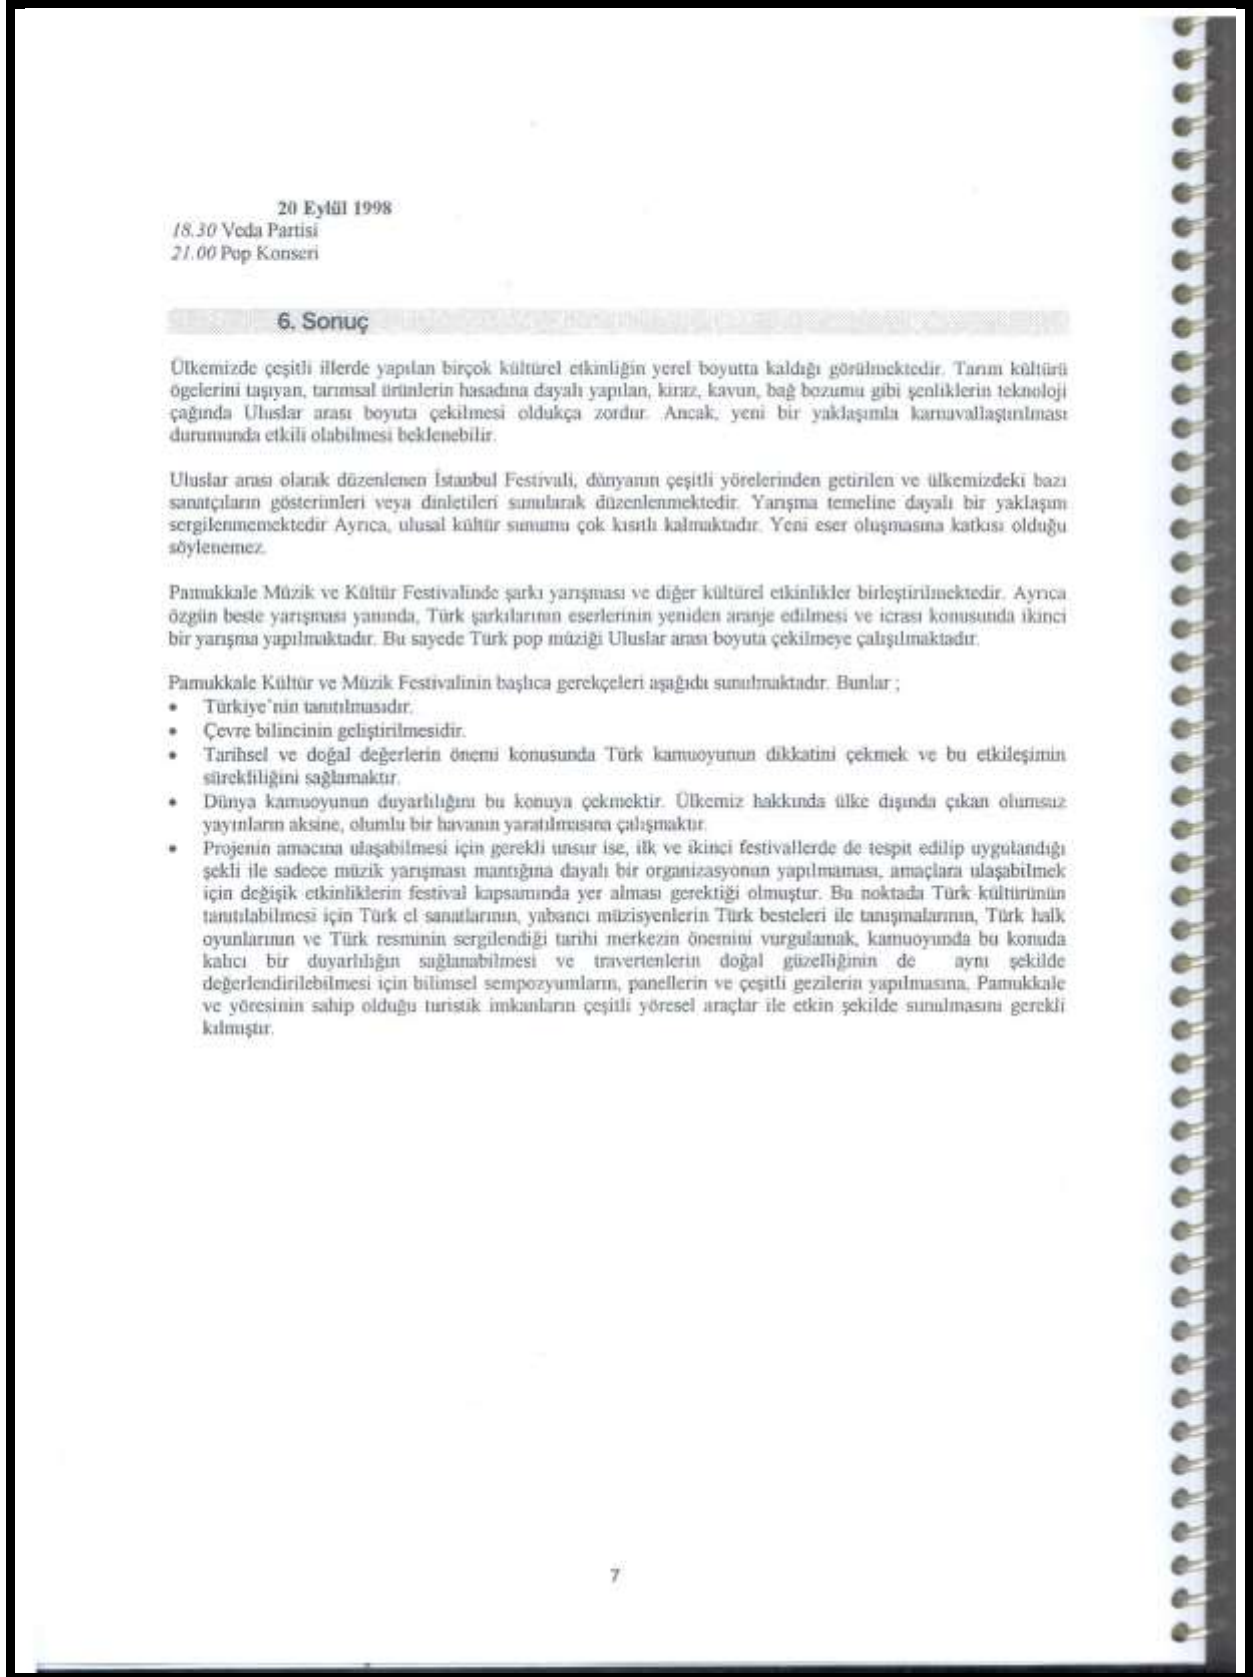 20 Eylül 1998
18.30 Veda Partisi
21.00 Pop Konseri
6. Sonuç
Ülkemizde çeşitli illerde yapılan birçok kültürel etkinliğin yerel boyutta kaldığı görülmektedir. Tarım kültürü
ögelerini taşıyan, tarımsal ürünlerin hasadına dayalı yapılan, kiraz, kavun, bağ bozumu gibi şenliklerin teknoloji
çağında Uluslar arası boyuta çekilmesi oldukça zordur. Ancak, yeni bir yaklaşımla karnavallaştırılması
durumunda etkili olabilmesi beklenebilir.
Uluslar arası olarak düzenlenen İstanbul Festivali, dünyanın çeşitli yörelerinden getirilen ve ülkemizdeki bazı
sanatçıların gösterimleri veya dinletileri sunularak düzenlenmektedir. Yarışma temeline dayalı bir yaklaşım
sergilenmemektedir Ayrıca, ulusal kültür sunumu çok kısıtlı kalmaktadır. Yeni eser oluşmasına katkısı olduğu
söylenemez.
Pamukkale Müzik ve Kültür Festivalinde şarkı yarışması ve diğer kültürel etkinlikler birleştirilmektedir. Ayrıca
özgün beste yarışması yanında, Türk şarkılarının eserlerinin yeniden aranje edilmesi ve icrası konusunda ikinci
bir yarışma yapılmaktadır. Bu sayede Türk pop müziği Uluslar arası boyuta çekilmeye çalışılmaktadır.
Pamukkale Kültür ve Müzik Festivalinin başlıca gerekçeleri aşağıda sunulmaktadır. Bunlar ;
• Türkiye'nin tanıtılmasıdır.
• Çevre bilincinin geliştirilmesidir.
• Tarihsel ve doğal değerlerin önemi konusunda Türk kamuoyunun dikkatini çekmek ve bu etkileşimin
sürekliliğini sağlamaktır.
• Dünya kamuoyunun duyarlılığını bu konuya çekmektir. Ülkemiz hakkında ülke dışında çıkan olumsuz
yayınların aksine, olumlu bir havanın yaratılmasına çalışmaktır.
• Projenin amacına ulaşabilmesi için gerekli unsur ise, ilk ve ikinci festivallerde de tespit edilip uygulandığı
şekli ile sadece müzik yarışması mantığına dayalı bir organizasyonun yapılmaması, amaçlara ulaşabilmek
için değişik etkinliklerin festival kapsamında yer alması gerektiği olmuştur. Bu noktada Türk kültürünün
tanıtılabilmesi için Türk el sanatlarının, yabancı müzisyenlerin Türk besteleri ile tanışmalarının, Türk halk
oyunlarının ve Türk resminin sergilendiği tarihi merkezin önemini vurgulamak, kamuoyunda bu konuda
kalıcı bir duyarlılığın sağlanabilmesi ve travertenlerin doğal güzelliğinin de aynı şekilde
değerlendirilebilmesi için bilimsel sempozyumların, panellerin ve çeşitli gezilerin yapılmasına, Pamukkale
ve yöresinin sahip olduğu turistik imkanların çeşitli yöresel araçlar ile etkin şekilde sunulmasını gerekli
kılmıştır.
7